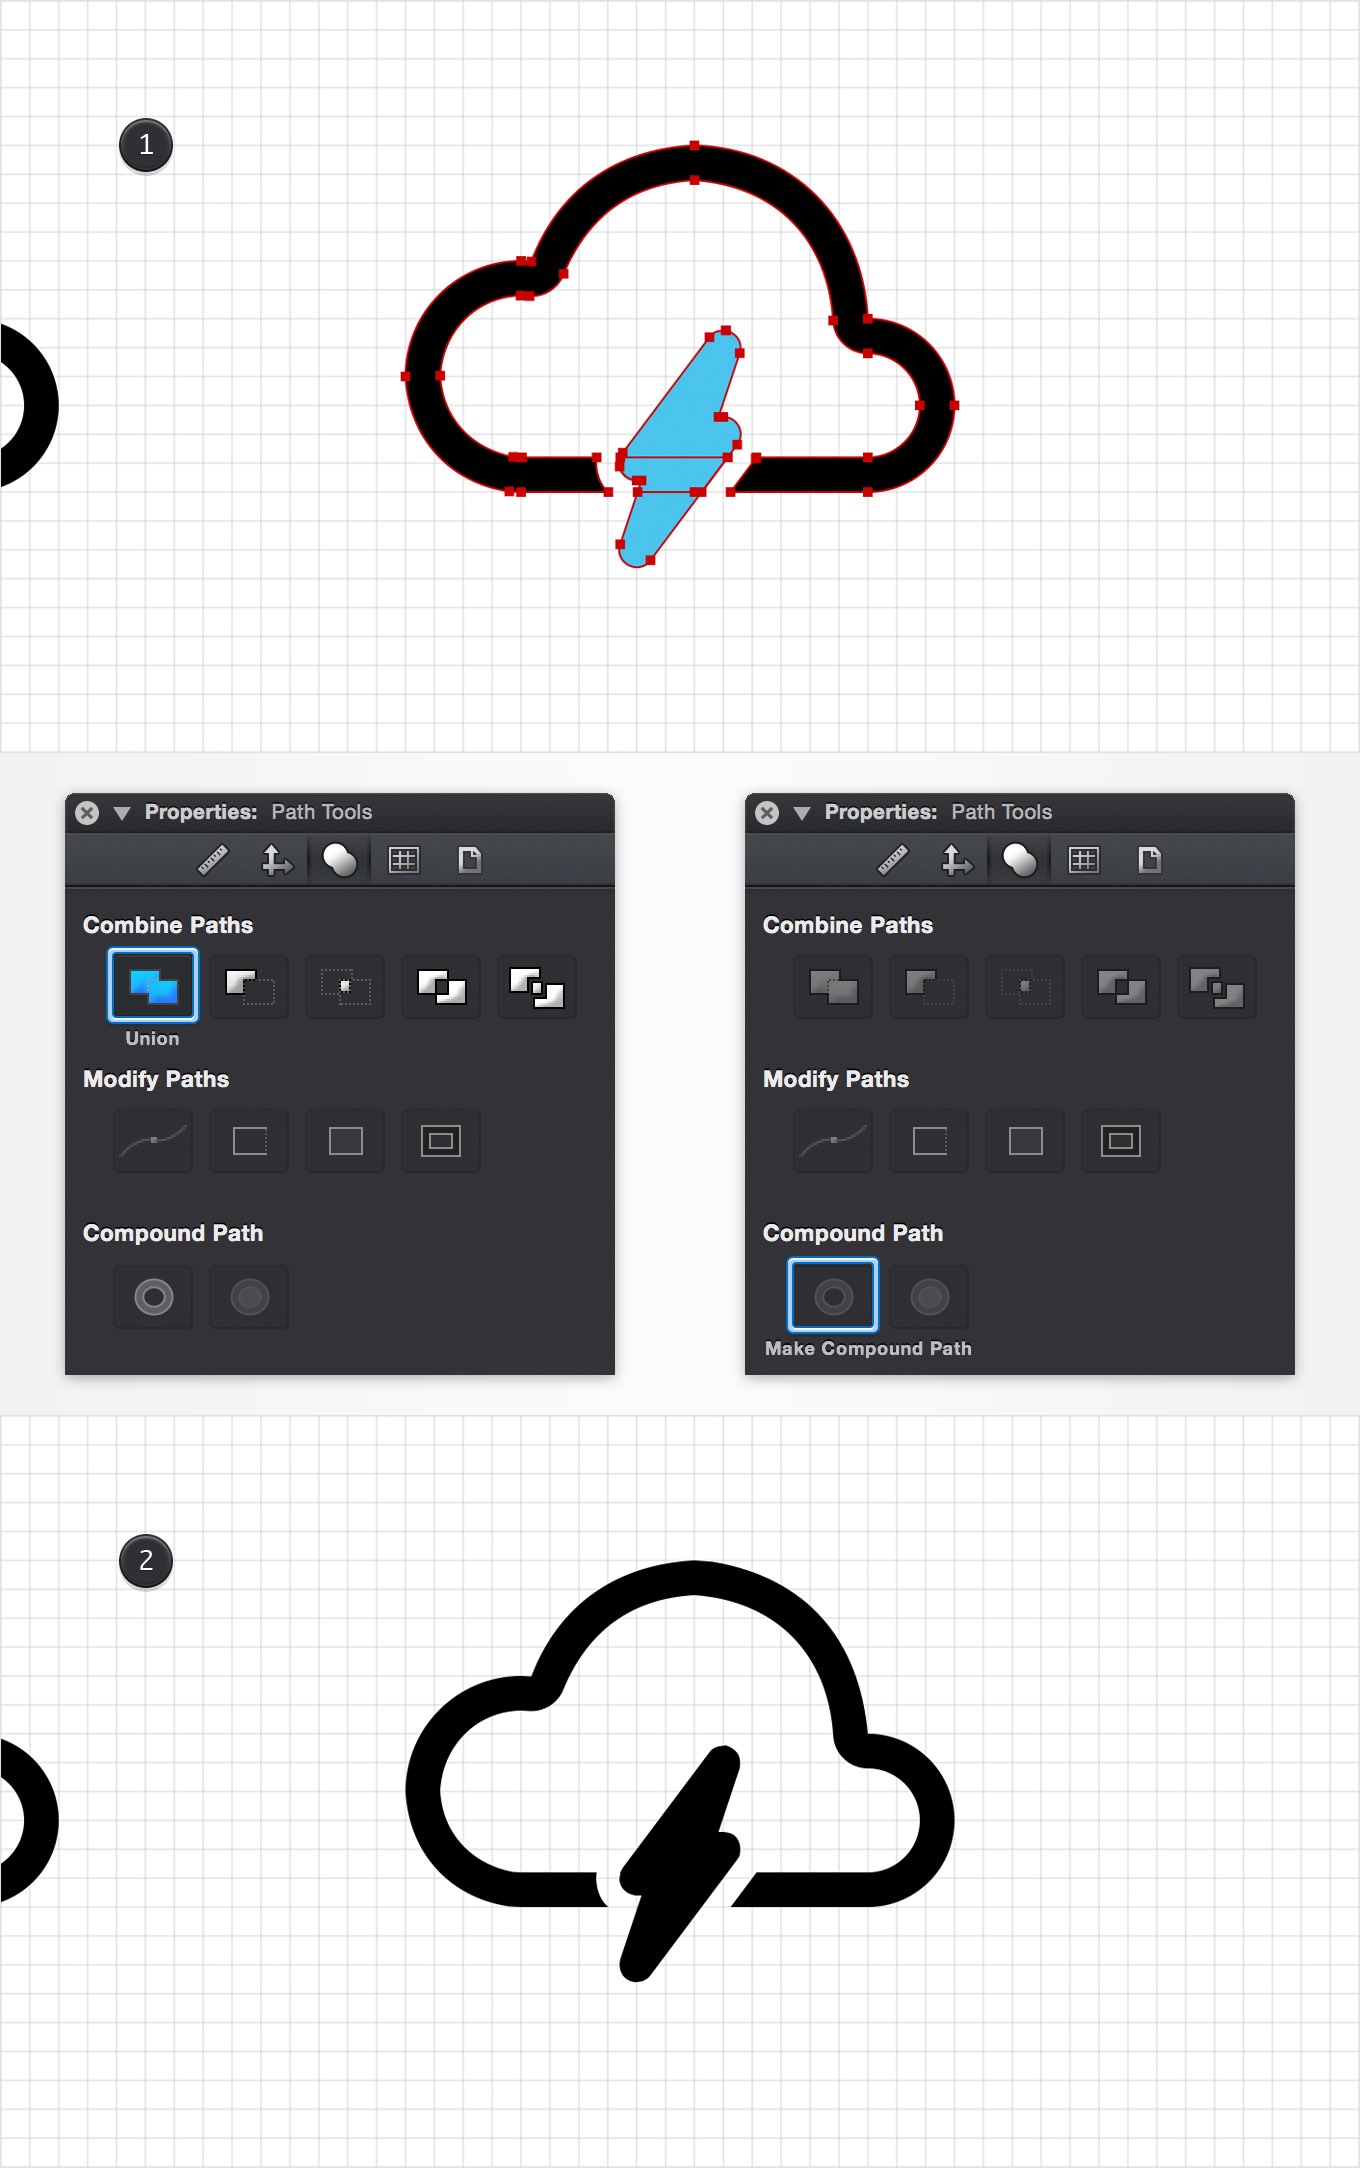 1
Properties: Path Tools
Combine Paths
Union
Modify Paths
Compound Path
Properties: Path Tools
Combine Paths
Modify Paths
Compound Path
Make Compound Path
2